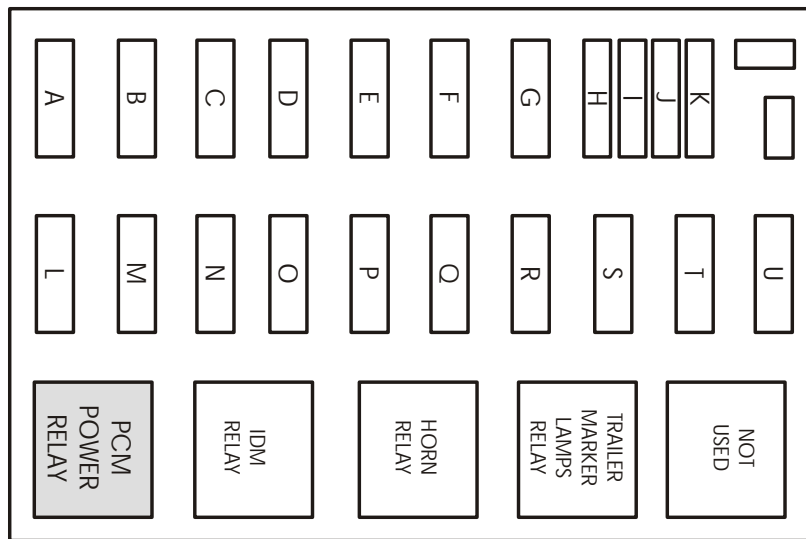 A
B
C
D
E
F
G
H
I
J
K
L
M
N
O
P
Q
R
S
T
U
PCM
POWER
RELAY
IDM
RELAY
HORN
RELAY
TRAILER
MARKER
LAMPS
RELAY
NOT
USED